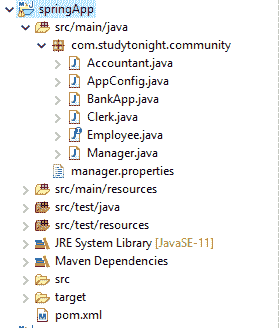 springApp
src/main/java
com.studytonight.community
Accountant.java
AppConfig.java
BankApp.java
Clerk.java
Employee.java
Manager.java
manager.properties
src/main/resources
src/test/java
src/test/resources
JRE System Library [JavaSE-11]
Maven Dependencies
src
target
pom.xml